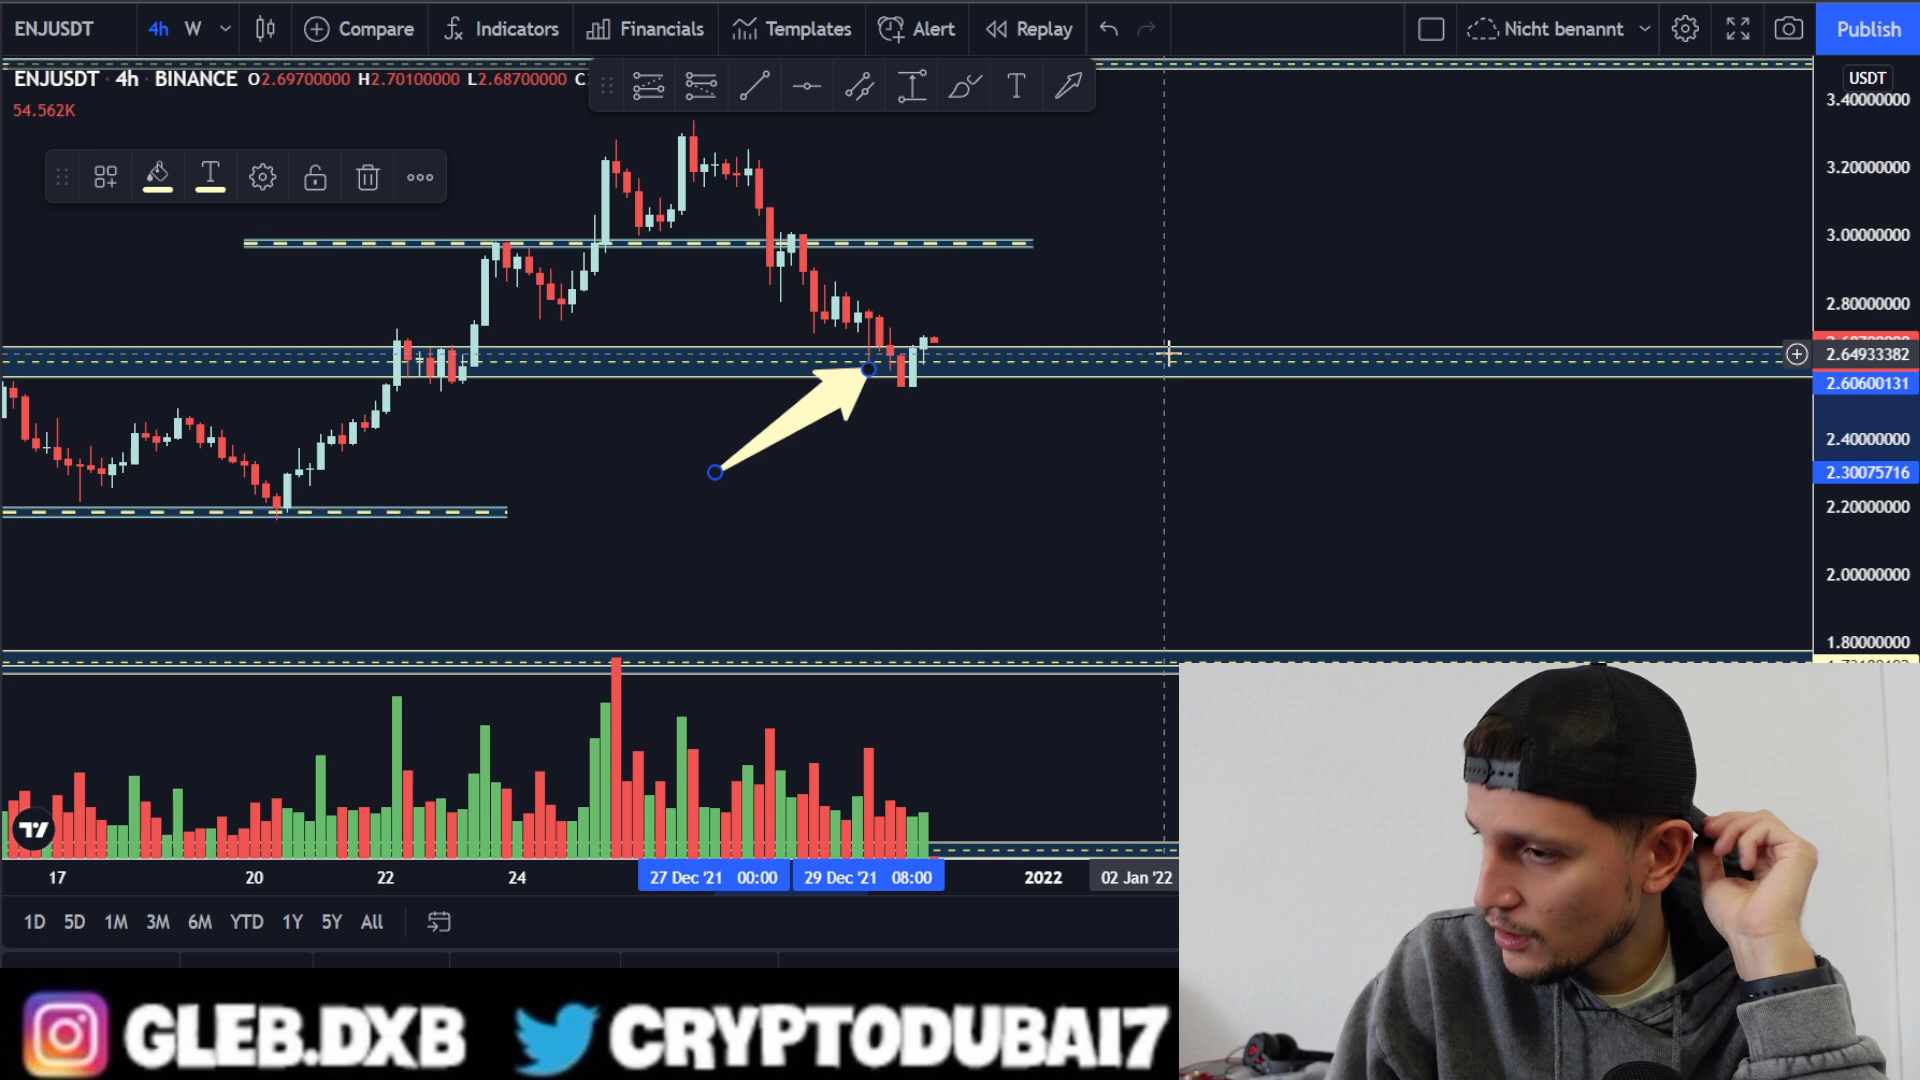 ENJUSDT 4h W Compare Indicators Financials Templates Alert Replay Nicht benannt Publish
ENJUSDT · 4h · BINANCE O2.69700000 H2.70100000 L2.68700000 C
54.562K
USDT
3.40000000
3.20000000
3.00000000
2.80000000
2.64933382
2.60600131
2.40000000
2.30075716
2.20000000
2.00000000
1.80000000
17 20 22 24 27 Dec '21 00:00 29 Dec '21 08:00 2022 02 Jan '22
1D 5D 1M 3M 6M YTD 1Y 5Y All
GLEB.DXB CRYPTODUBAI7